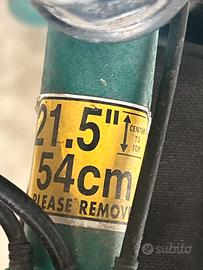 21.5"
CENTER
TO
TOP
54cm
PLEASE REMOVE
subito